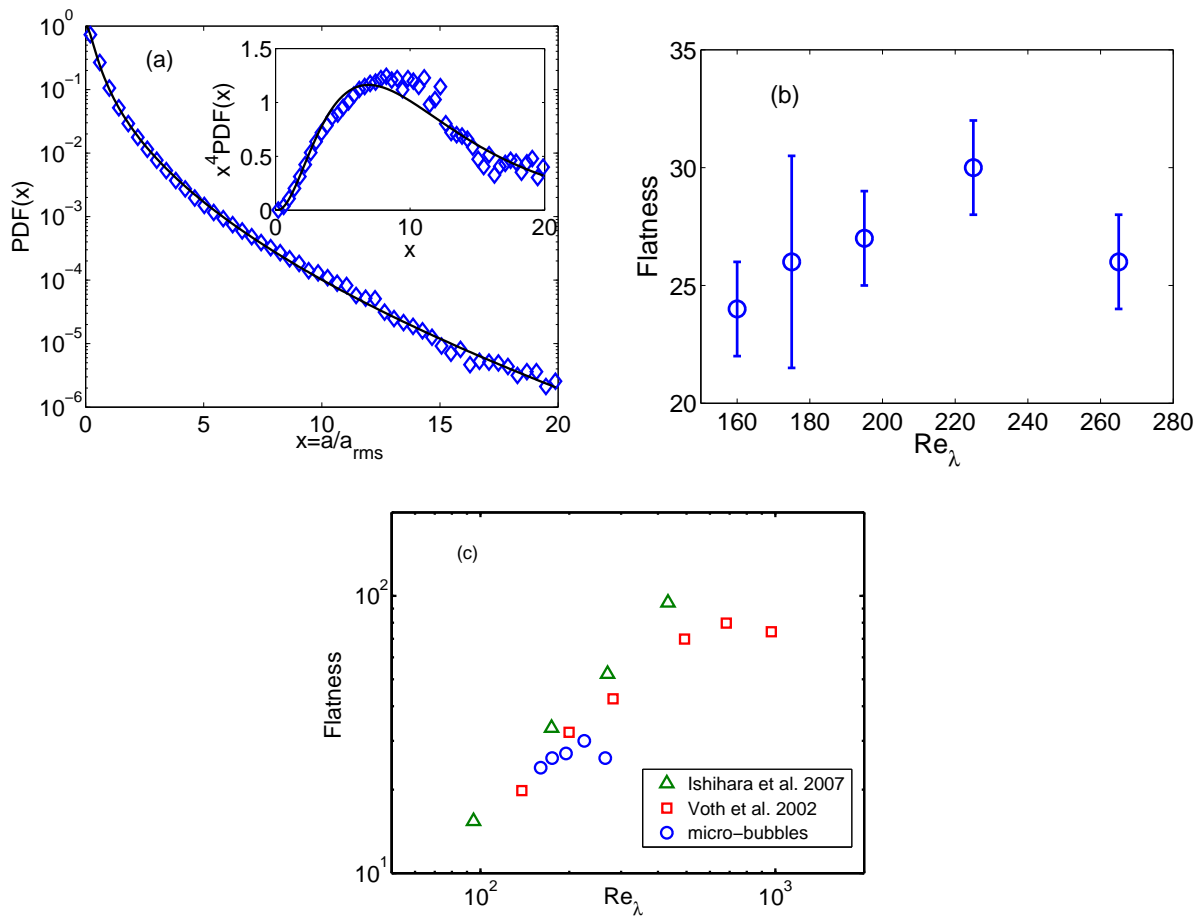 (a)
10^0
10^−1
10^−2
10^−3
10^−4
10^−5
10^−6
PDF(x)
0 5 10 15 20
x=a/a_rms
1.5
1
0.5
0
x^4PDF(x)
0 10 20
x
(b)
35
30
25
20
Flatness
160 180 200 220 240 260 280
Re_λ
(c)
10^2
10^1
Flatness
10^2 10^3
Re_λ
Ishihara et al. 2007
Voth et al. 2002
micro−bubbles